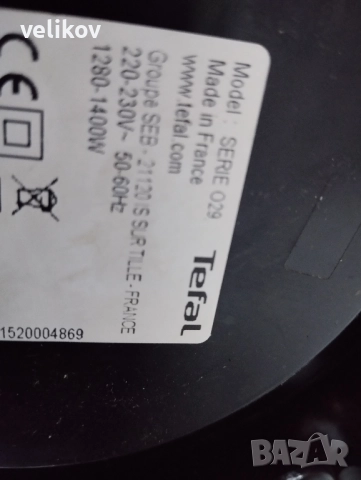 velikov
Model : SERIE O29
Made in France
www.tefal.com
Groupe SEB - 21120 IS SUR TILLE - FRANCE
220-230V~ 50-60Hz
1280-1400W
Tefal
CE
1520004869
BAZAR